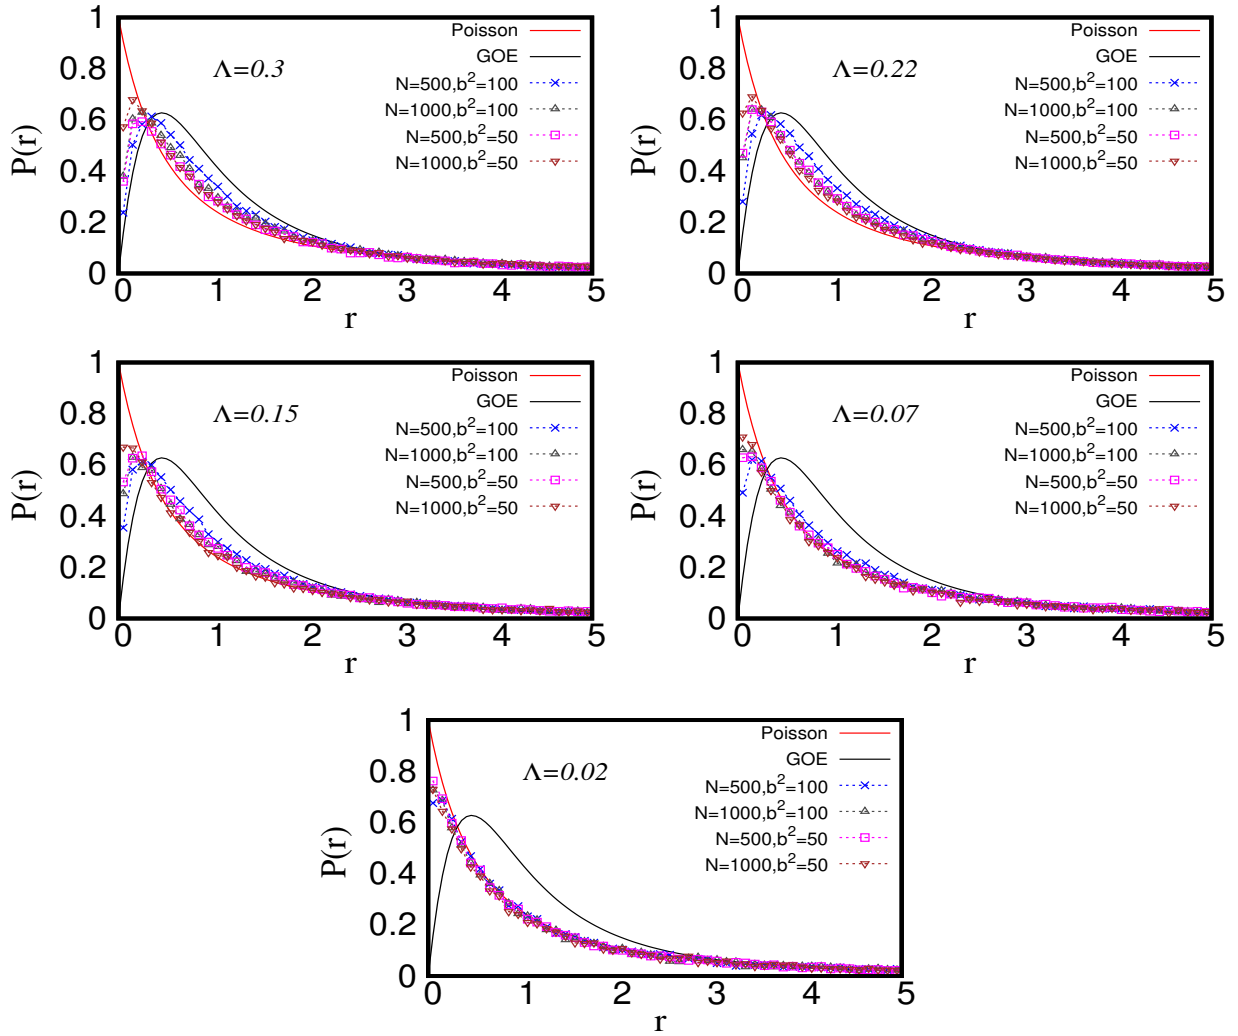 1
0.8
0.6
0.4
0.2
0
P(r)
Λ=0.3
Poisson
GOE
N=500,b²=100
N=1000,b²=100
N=500,b²=50
N=1000,b²=50
0 1 2 3 4 5
r
1
0.8
0.6
0.4
0.2
0
P(r)
Λ=0.22
Poisson
GOE
N=500,b²=100
N=1000,b²=100
N=500,b²=50
N=1000,b²=50
0 1 2 3 4 5
r
1
0.8
0.6
0.4
0.2
0
P(r)
Λ=0.15
Poisson
GOE
N=500,b²=100
N=1000,b²=100
N=500,b²=50
N=1000,b²=50
0 1 2 3 4 5
r
1
0.8
0.6
0.4
0.2
0
P(r)
Λ=0.07
Poisson
GOE
N=500,b²=100
N=1000,b²=100
N=500,b²=50
N=1000,b²=50
0 1 2 3 4 5
r
1
0.8
0.6
0.4
0.2
0
P(r)
Λ=0.02
Poisson
GOE
N=500,b²=100
N=1000,b²=100
N=500,b²=50
N=1000,b²=50
0 1 2 3 4 5
r